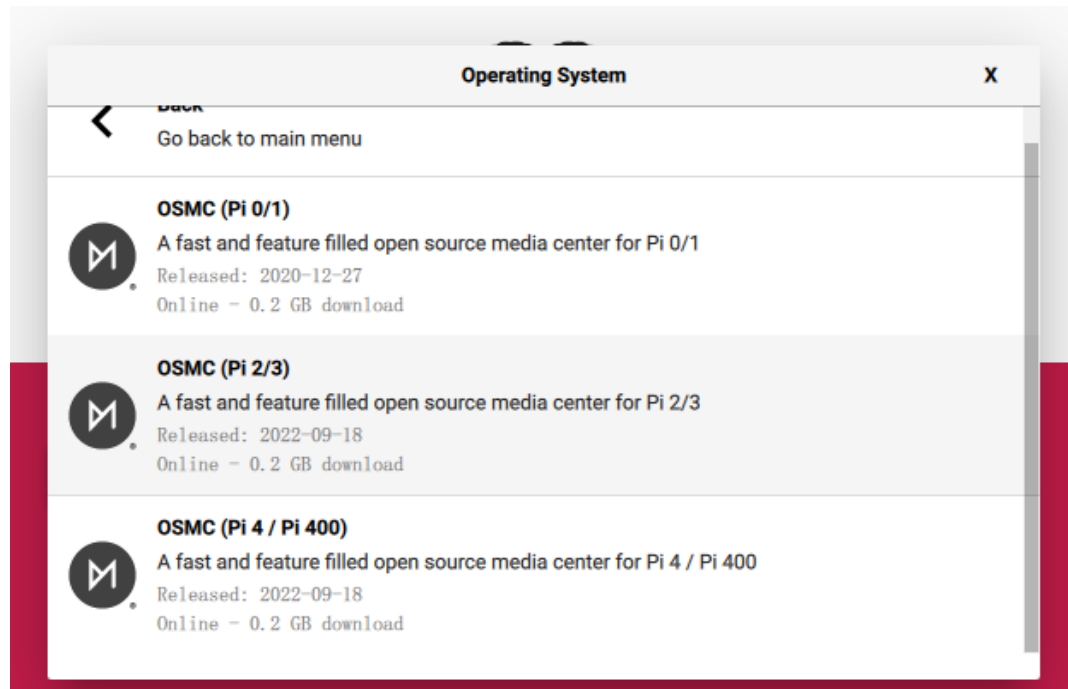 Operating System
X
Back
Go back to main menu
OSMC (Pi 0/1)
A fast and feature filled open source media center for Pi 0/1
Released: 2020-12-27
Online - 0.2 GB download
OSMC (Pi 2/3)
A fast and feature filled open source media center for Pi 2/3
Released: 2022-09-18
Online - 0.2 GB download
OSMC (Pi 4 / Pi 400)
A fast and feature filled open source media center for Pi 4 / Pi 400
Released: 2022-09-18
Online - 0.2 GB download